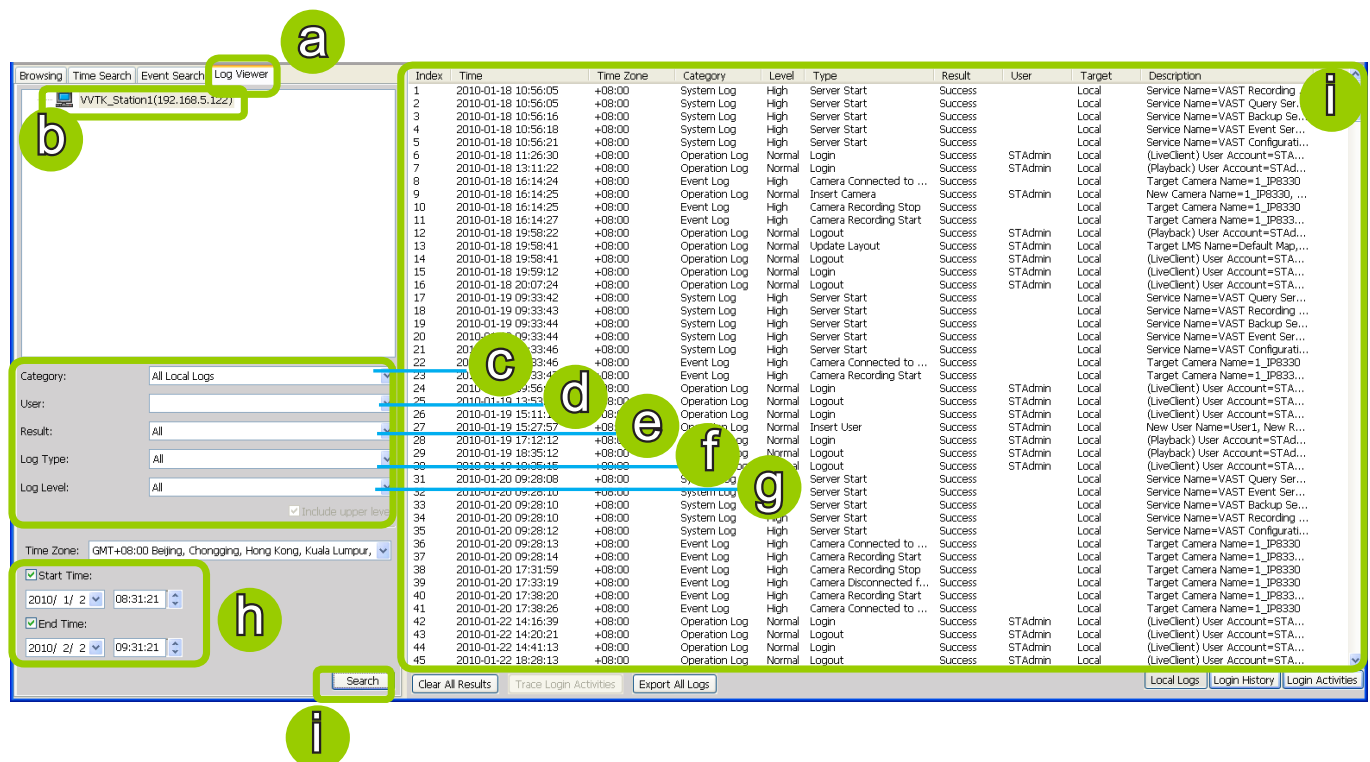 a
Browsing Time Search Event Search Log Viewer
VVTK_Station1(192.168.5.122)
b
Category: All Local Logs
c
User:
d
Result: All
e
Log Type: All
f
Log Level: All
g
Include upper level
Time Zone: GMT+08:00 Beijing, Chongging, Hong Kong, Kuala Lumpur,
Start Time:
2010/ 1/ 2 08:31:21
End Time:
2010/ 2/ 2 09:31:21
h
Search
i
Index Time Time Zone Category Level Type Result User Target Description
i
1 2010-01-18 10:56:05 +08:00 System Log High Server Start Success Local Service Name=VAST Recording
2 2010-01-18 10:56:05 +08:00 System Log High Server Start Success Local Service Name=VAST Query Ser...
3 2010-01-18 10:56:16 +08:00 System Log High Server Start Success Local Service Name=VAST Backup Se...
4 2010-01-18 10:56:18 +08:00 System Log High Server Start Success Local Service Name=VAST Event Ser...
5 2010-01-18 10:56:21 +08:00 System Log High Server Start Success Local Service Name=VAST Configurati...
6 2010-01-18 11:26:30 +08:00 Operation Log Normal Login Success STAdmin Local (LiveClient) User Account=STA...
7 2010-01-18 13:11:22 +08:00 Operation Log Normal Login Success STAdmin Local (Playback) User Account=STAd...
8 2010-01-18 16:14:24 +08:00 Event Log High Camera Connected to ... Success Local Target Camera Name=1_IP8330
9 2010-01-18 16:14:25 +08:00 Operation Log Normal Insert Camera Success STAdmin Local New Camera Name=1_IP8330, ...
10 2010-01-18 16:14:25 +08:00 Event Log High Camera Recording Stop Success Local Target Camera Name=1_IP8330
11 2010-01-18 16:14:27 +08:00 Event Log High Camera Recording Start Success Local Target Camera Name=1_IP833...
12 2010-01-18 19:58:22 +08:00 Operation Log Normal Logout Success STAdmin Local (Playback) User Account=STAd...
13 2010-01-18 19:58:41 +08:00 Operation Log Normal Update Layout Success STAdmin Local Target LMS Name=Default Map,...
14 2010-01-18 19:58:41 +08:00 Operation Log Normal Logout Success STAdmin Local (LiveClient) User Account=STA...
15 2010-01-18 19:59:12 +08:00 Operation Log Normal Login Success STAdmin Local (LiveClient) User Account=STA...
16 2010-01-18 20:07:24 +08:00 Operation Log Normal Logout Success STAdmin Local (LiveClient) User Account=STA...
17 2010-01-19 09:33:42 +08:00 System Log High Server Start Success Local Service Name=VAST Query Ser...
18 2010-01-19 09:33:43 +08:00 System Log High Server Start Success Local Service Name=VAST Recording ...
19 2010-01-19 09:33:44 +08:00 System Log High Server Start Success Local Service Name=VAST Backup Se...
20 09:33:44 +08:00 System Log High Server Start Success Local Service Name=VAST Event Ser...
21 +08:00 System Log High Server Start Success Local Service Name=VAST Configurati...
22 +08:00 Event Log High Camera Connected to ... Success Local Target Camera Name=1_IP8330
23 +08:00 Event Log High Camera Recording Start Success Local Target Camera Name=1_IP833...
24 Operation Log Normal Login Success STAdmin Local (LiveClient) User Account=STA...
25 Operation Log Normal Logout Success STAdmin Local (LiveClient) User Account=STA...
26 2010-01-19 Operation Log Normal Login Success STAdmin Local (LiveClient) User Account=STA...
27 2010-01-19 15:27:57 Normal Insert User Success STAdmin Local New User Name=User1, New R...
28 2010-01-19 17:12:12 Normal Login Success STAdmin Local (Playback) User Account=STAd...
29 2010-01-19 18:35:12 +08:00 Logout Success STAdmin Local (Playback) User Account=STAd...
30 Logout Success STAdmin Local (LiveClient) User Account=STA...
31 2010-01-20 09:28:08 +08:00 Server Start Success Local Service Name=VAST Query Ser...
32 2010-01-20 09:28:10 +08:00 System Log Server Start Success Local Service Name=VAST Event Ser...
33 2010-01-20 09:28:10 +08:00 System Log Server Start Success Local Service Name=VAST Backup Se...
34 2010-01-20 09:28:10 +08:00 System Log High Server Start Success Local Service Name=VAST Recording ...
35 2010-01-20 09:28:12 +08:00 System Log High Server Start Success Local Service Name=VAST Configurati...
36 2010-01-20 09:28:13 +08:00 Event Log High Camera Connected to ... Success Local Target Camera Name=1_IP8330
37 2010-01-20 09:28:14 +08:00 Event Log High Camera Recording Start Success Local Target Camera Name=1_IP833...
38 2010-01-20 17:31:59 +08:00 Event Log High Camera Recording Stop Success Local Target Camera Name=1_IP8330
39 2010-01-20 17:33:19 +08:00 Event Log High Camera Disconnected f... Success Local Target Camera Name=1_IP8330
40 2010-01-20 17:38:20 +08:00 Event Log High Camera Recording Start Success Local Target Camera Name=1_IP833...
41 2010-01-20 17:38:26 +08:00 Event Log High Camera Connected to ... Success Local Target Camera Name=1_IP8330
42 2010-01-22 14:16:39 +08:00 Operation Log Normal Login Success STAdmin Local (LiveClient) User Account=STA...
43 2010-01-22 14:20:21 +08:00 Operation Log Normal Logout Success STAdmin Local (LiveClient) User Account=STA...
44 2010-01-22 14:41:13 +08:00 Operation Log Normal Login Success STAdmin Local (LiveClient) User Account=STA...
45 2010-01-22 18:28:13 +08:00 Operation Log Normal Logout Success STAdmin Local (LiveClient) User Account=STA...
Clear All Results Trace Login Activities Export All Logs Local Logs Login History Login Activities